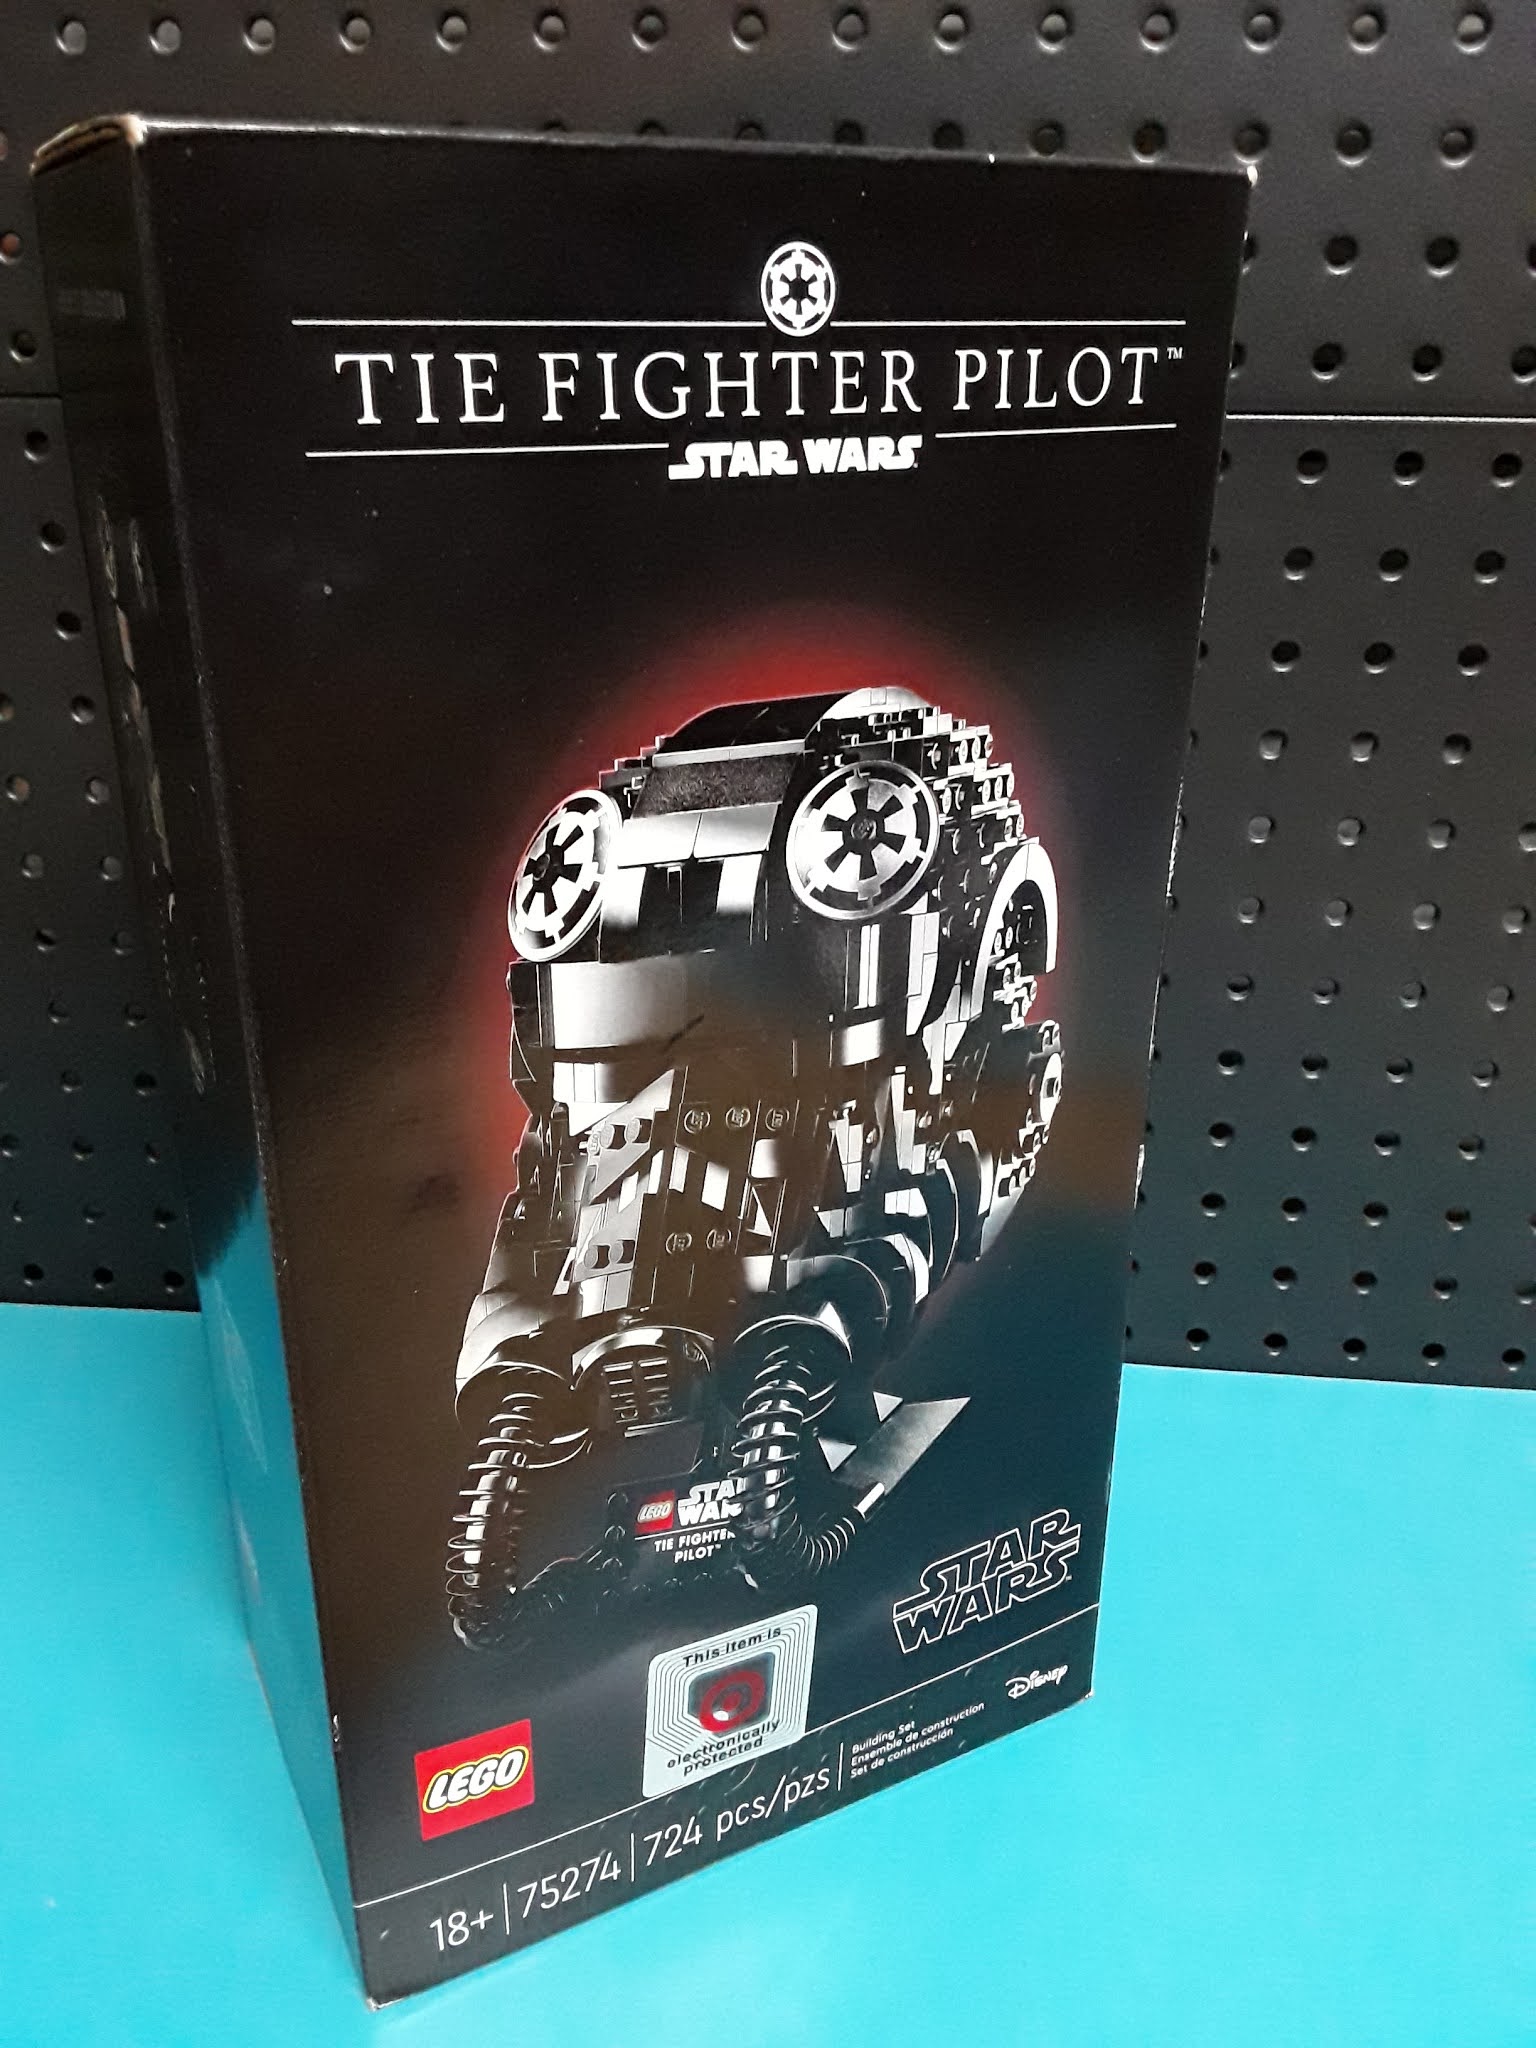 TIE FIGHTER PILOT™
STAR WARS
LEGO STAR WARS
TIE FIGHTER
PILOT™
STAR
WARS™
This item is
electronically
protected
Disney
LEGO
18+ | 75274 | 724 pcs/pzs
Building Set
Ensemble de construction
Set de construcción